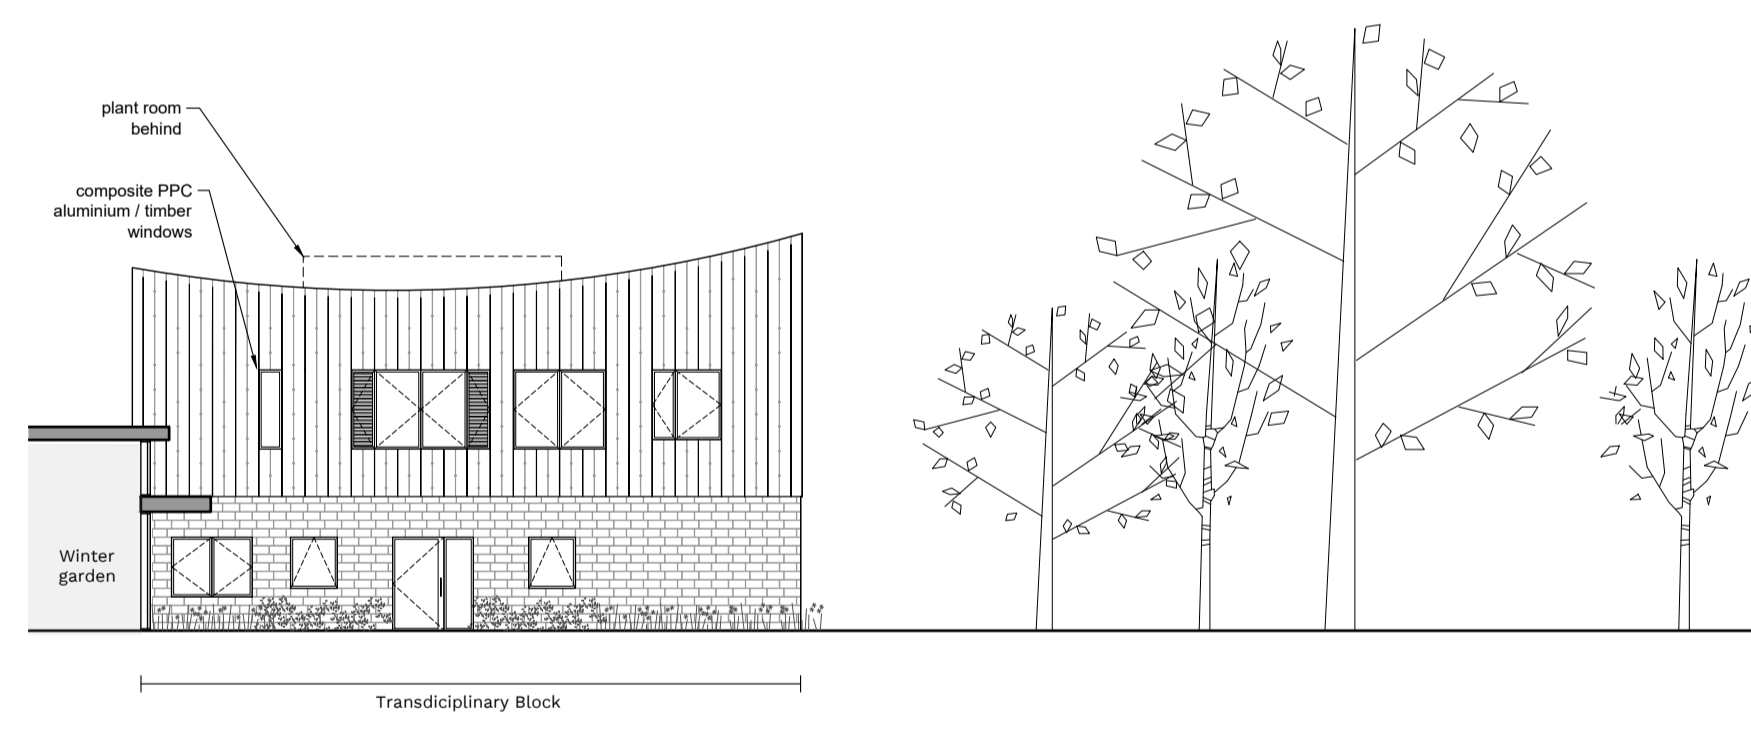 plant room
behind
composite PPC
aluminium / timber
windows
Winter
garden
Transdiciplinary Block